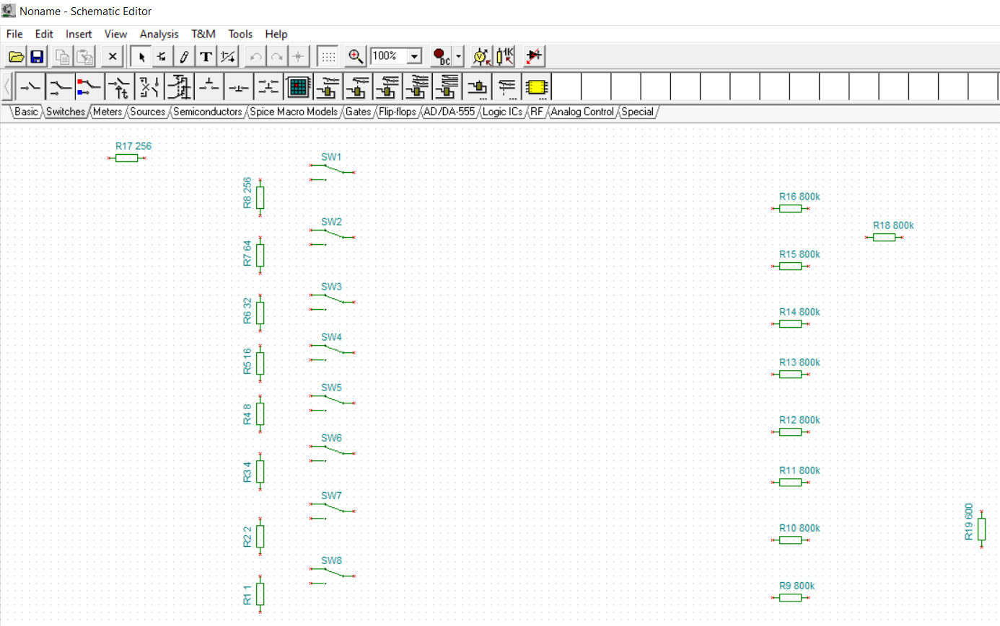 Noname - Schematic Editor
File Edit Insert View Analysis T&M Tools Help
T 100% DC V 1K
t
Basic Switches Meters Sources Semiconductors Spice Macro Models Gates Flip-flops AD/DA-555 Logic ICs RF Analog Control Special
R17 256
SW1
R8 256
R16 800k
SW2
R18 800k
R7 64
R15 800k
SW3
R6 32
R14 800k
SW4
R5 16
R13 800k
SW5
R4 8
R12 800k
SW6
R3 4
R11 800k
SW7
R19 600
R2 2
R10 800k
SW8
R1 1
R9 800k